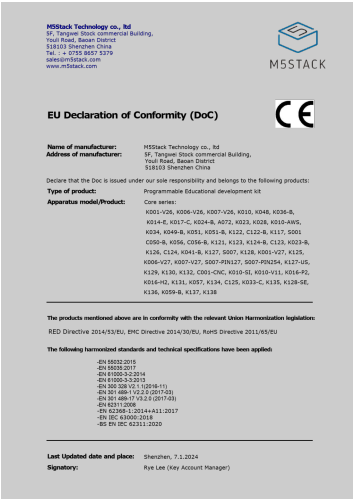 M5Stack Technology co., ltd
5F, Tangwei Stock commercial Building,
Youli Road, Baoan District
518103 Shenzhen China
Tel. : + 0755 8657 5379
sales@m5stack.com
www.m5stack.com
M5STACK
EU Declaration of Conformity (DoC)
CE
Name of manufacturer: M5Stack Technology co., ltd
Address of manufacturer: 5F, Tangwei Stock commercial Building,
Youli Road, Baoan District
518103 Shenzhen China
Declare that the Doc is issued under our sole responsibility and belongs to the following products:
Type of product: Programmable Educational development kit
Apparatus model/Product: Core series:
K001-V26, K006-V26, K007-V26, K010, K048, K036-B,
K014-E, K017-C, K024-B, A072, K023, K028, K010-AWS,
K034, K049-B, K051, K051-B, K122, C122-B, K117, S001
C050-B, K056, C056-B, K121, K123, K124-B, C123, K023-B,
K126, C124, K041-B, K127, S007, K128, K001-V27, K125,
K006-V27, K007-V27, S007-PIN127, S007-PIN254, K127-US,
K129, K130, K132, C001-CNC, K010-SI, K010-V11, K016-P2,
K016-H2, K131, K057, K134, C125, K033-C, K135, K128-SE,
K136, K059-B, K137, K138
The products mentioned above are in conformity with the relevant Union Harmonization legislation:
RED Directive 2014/53/EU, EMC Directive 2014/30/EU, RoHS Directive 2011/65/EU
The following harmonized standards and technical specifications have been applied:
-EN 55032:2015
-EN 55035:2017
-EN 61000-3-2:2014
-EN 61000-3-3:2013
-EN 300 328 V2.1.1(2016-11)
-EN 301 489-1 V2.2.0 (2017-03)
-EN 301 489-17 V3.2.0 (2017-03)
-EN 62311:2008
-EN 62368-1:2014+A11:2017
-EN IEC 63000:2018
-BS EN IEC 62311:2020
Last Updated date and place: Shenzhen, 7.1.2024
Signatory: Rye Lee (Key Account Manager)